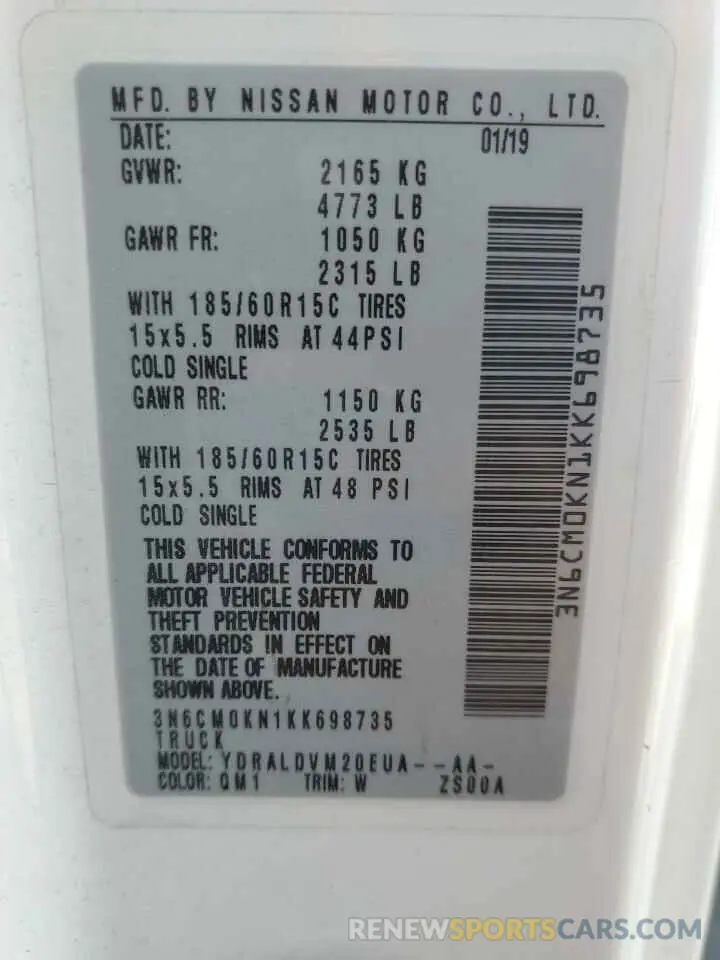 MFD. BY NISSAN MOTOR CO., LTD.
DATE: 01/19
GVWR: 2165 KG
4773 LB
GAWR FR: 1050 KG
2315 LB
WITH 185/60R15C TIRES
15x5.5 RIMS AT 44PSI
COLD SINGLE
GAWR RR: 1150 KG
2535 LB
WITH 185/60R15C TIRES
15x5.5 RIMS AT 48 PSI
COLD SINGLE
THIS VEHICLE CONFORMS TO
ALL APPLICABLE FEDERAL
MOTOR VEHICLE SAFETY AND
THEFT PREVENTION
STANDARDS IN EFFECT ON
THE DATE OF MANUFACTURE
SHOWN ABOVE.
3N6CM0KN1KK698735
TRUCK
MODEL: YDRALDVM20EUA--AA-
COLOR: QM1 TRIM: W ZS00A
3N6CM0KN1KK698735
RENEWSPORTSCARS.COM